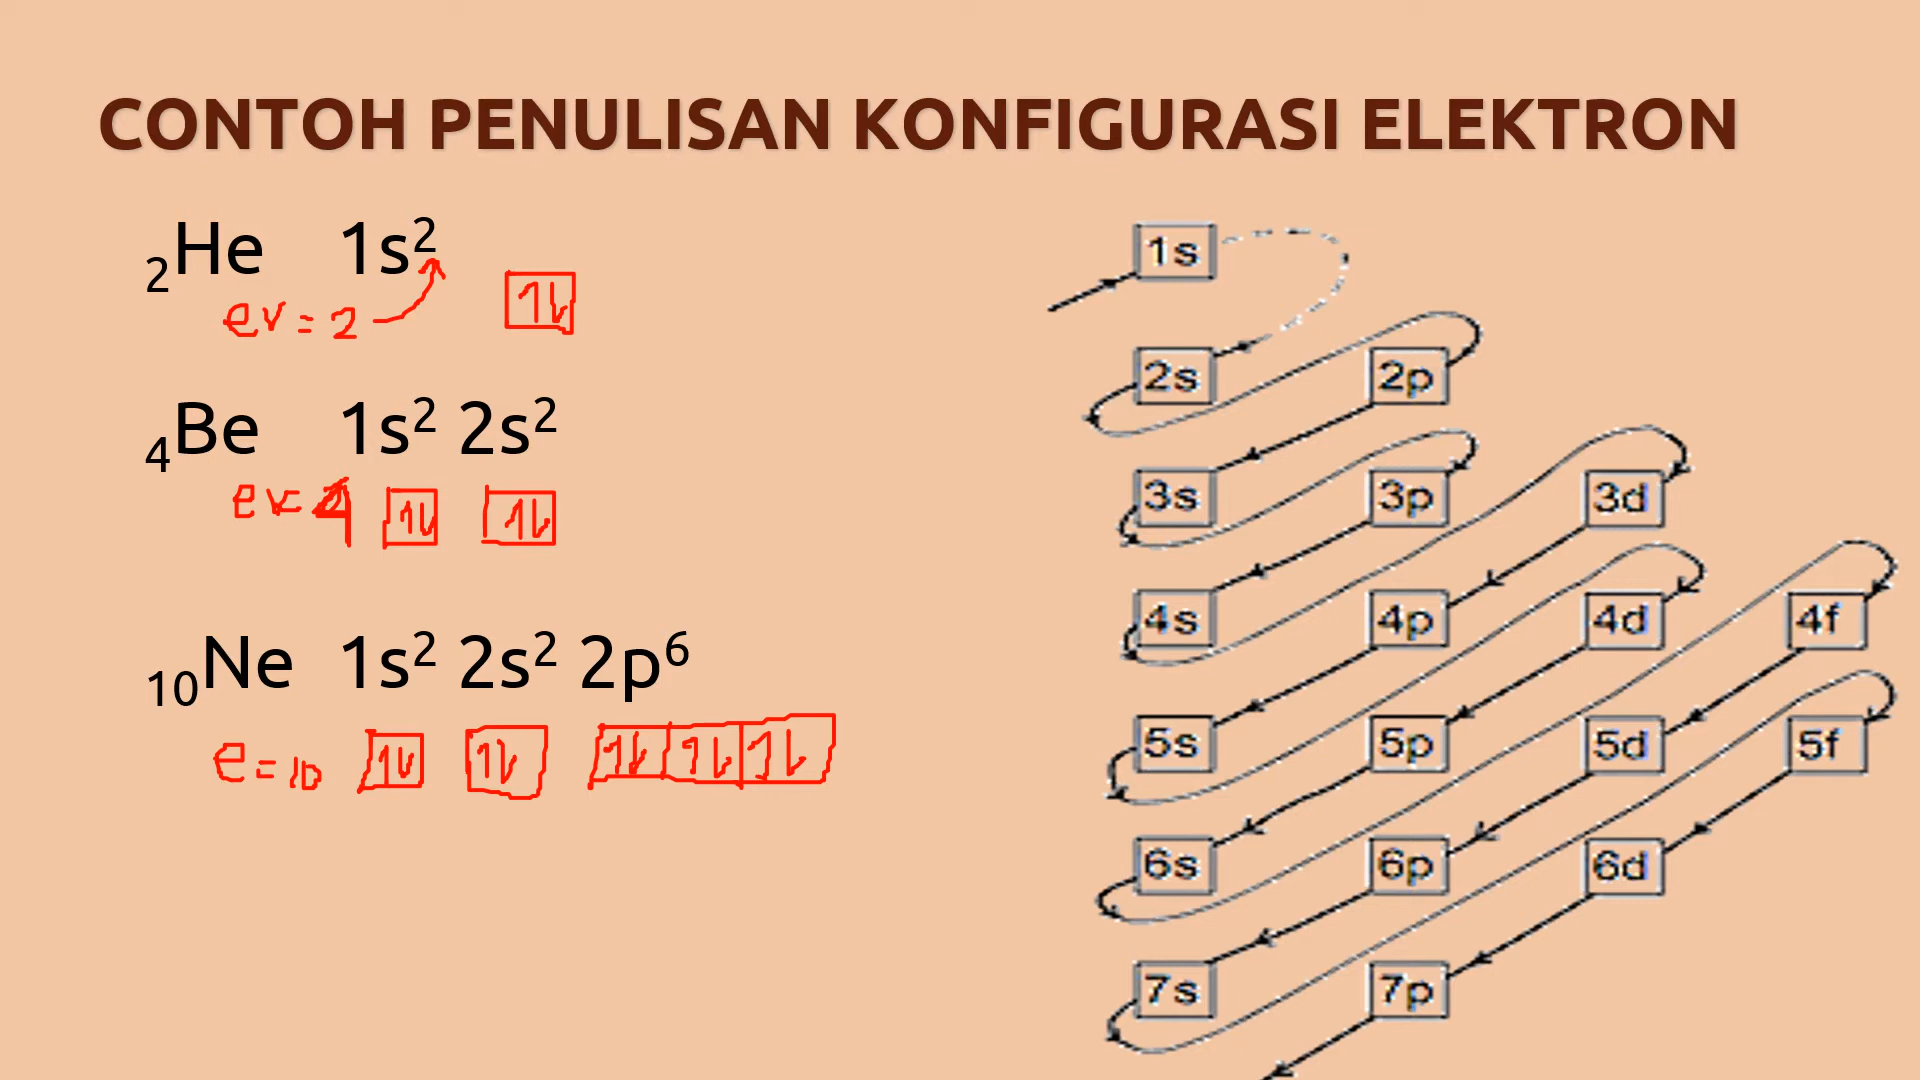 CONTOH PENULISAN KONFIGURASI ELEKTRON
₂He 1s²
ev = 2
1s
₄Be 1s² 2s²
ev = 4
2s 2p
3s 3p 3d
4s 4p 4d 4f
₁₀Ne 1s² 2s² 2p⁶
e = 10
5s 5p 5d 5f
6s 6p 6d
7s 7p